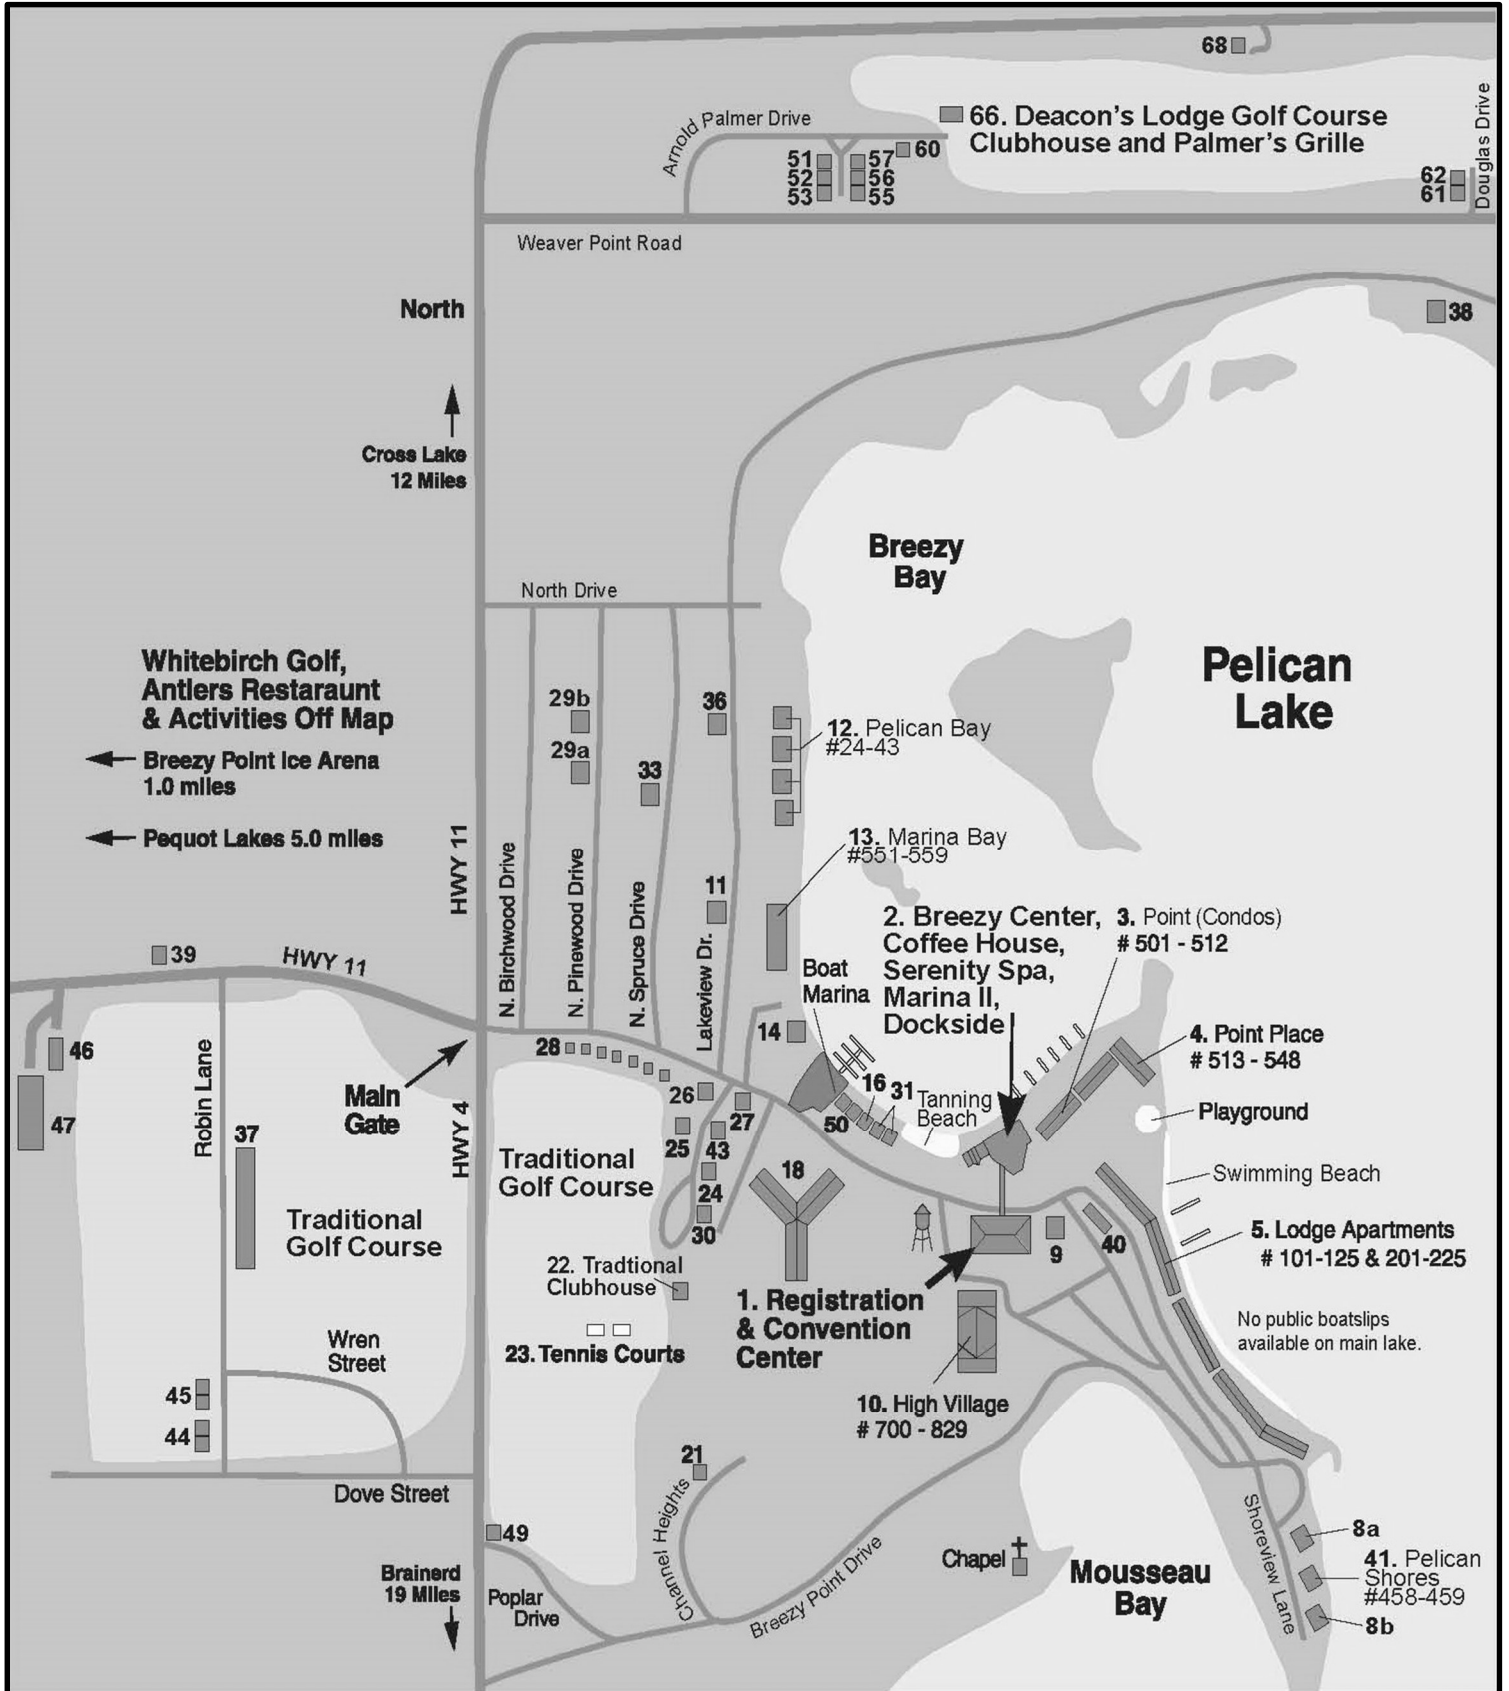 68
66. Deacon's Lodge Golf Course
Clubhouse and Palmer's Grille
Arnold Palmer Drive
Douglas Drive
51
52
53
57
56
55
60
62
61
Weaver Point Road
North
38
Cross Lake
12 Miles
Breezy
Bay
North Drive
Pelican
Lake
Whitebirch Golf,
Antlers Restaraunt
& Activities Off Map
Breezy Point Ice Arena
1.0 miles
Pequot Lakes 5.0 miles
29b
29a
33
36
12. Pelican Bay
#24-43
13. Marina Bay
#551-559
HWY 11
N. Birchwood Drive
N. Pinewood Drive
N. Spruce Drive
Lakeview Dr.
11
2. Breezy Center,
Coffee House,
Serenity Spa,
Marina II,
Dockside
3. Point (Condos)
# 501 - 512
39
HWY 11
Boat
Marina
14
4. Point Place
# 513 - 548
46
47
Robin Lane
37
Main
Gate
HWY 4
28
26
27
25
43
24
30
16
31
50
Tanning
Beach
Playground
Traditional
Golf Course
18
Swimming Beach
Traditional
Golf Course
9
40
5. Lodge Apartments
# 101-125 & 201-225
22. Tradtional
Clubhouse
1. Registration
& Convention
Center
No public boatslips
available on main lake.
23. Tennis Courts
Wren
Street
45
44
10. High Village
# 700 - 829
Dove Street
21
Channel Heights
49
Brainerd
19 Miles
Poplar
Drive
Breezy Point Drive
Chapel
Mousseau
Bay
Shoreview Lane
8a
41. Pelican
Shores
#458-459
8b